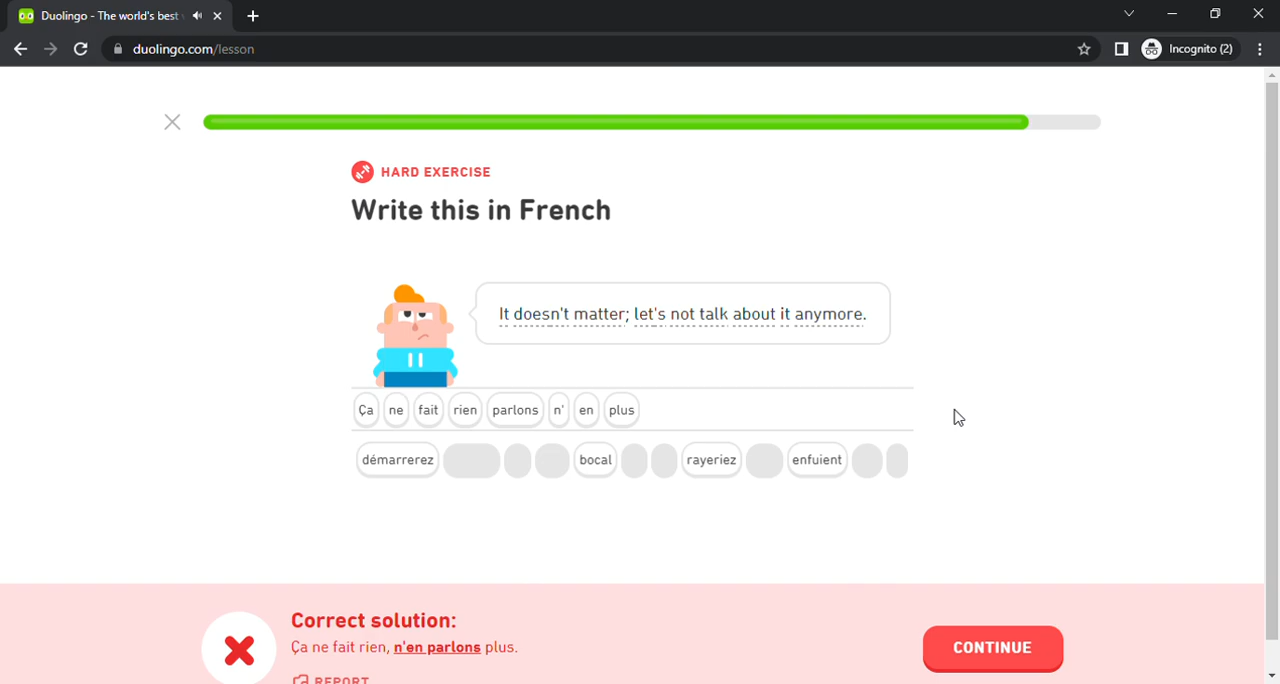 Duolingo - The world's best
duolingo.com/lesson
Incognito (2)
HARD EXERCISE
Write this in French
It doesn't matter; let's not talk about it anymore.
Ça ne fait rien parlons n' en plus
démarrerez bocal rayeriez enfuient
Correct solution:
Ça ne fait rien, n'en parlons plus.
CONTINUE
REPORT